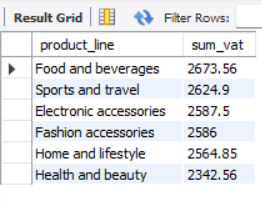 Result Grid Filter Rows:
product_line sum_vat
Food and beverages 2673.56
Sports and travel 2624.9
Electronic accessories 2587.5
Fashion accessories 2586
Home and lifestyle 2564.85
Health and beauty 2342.56